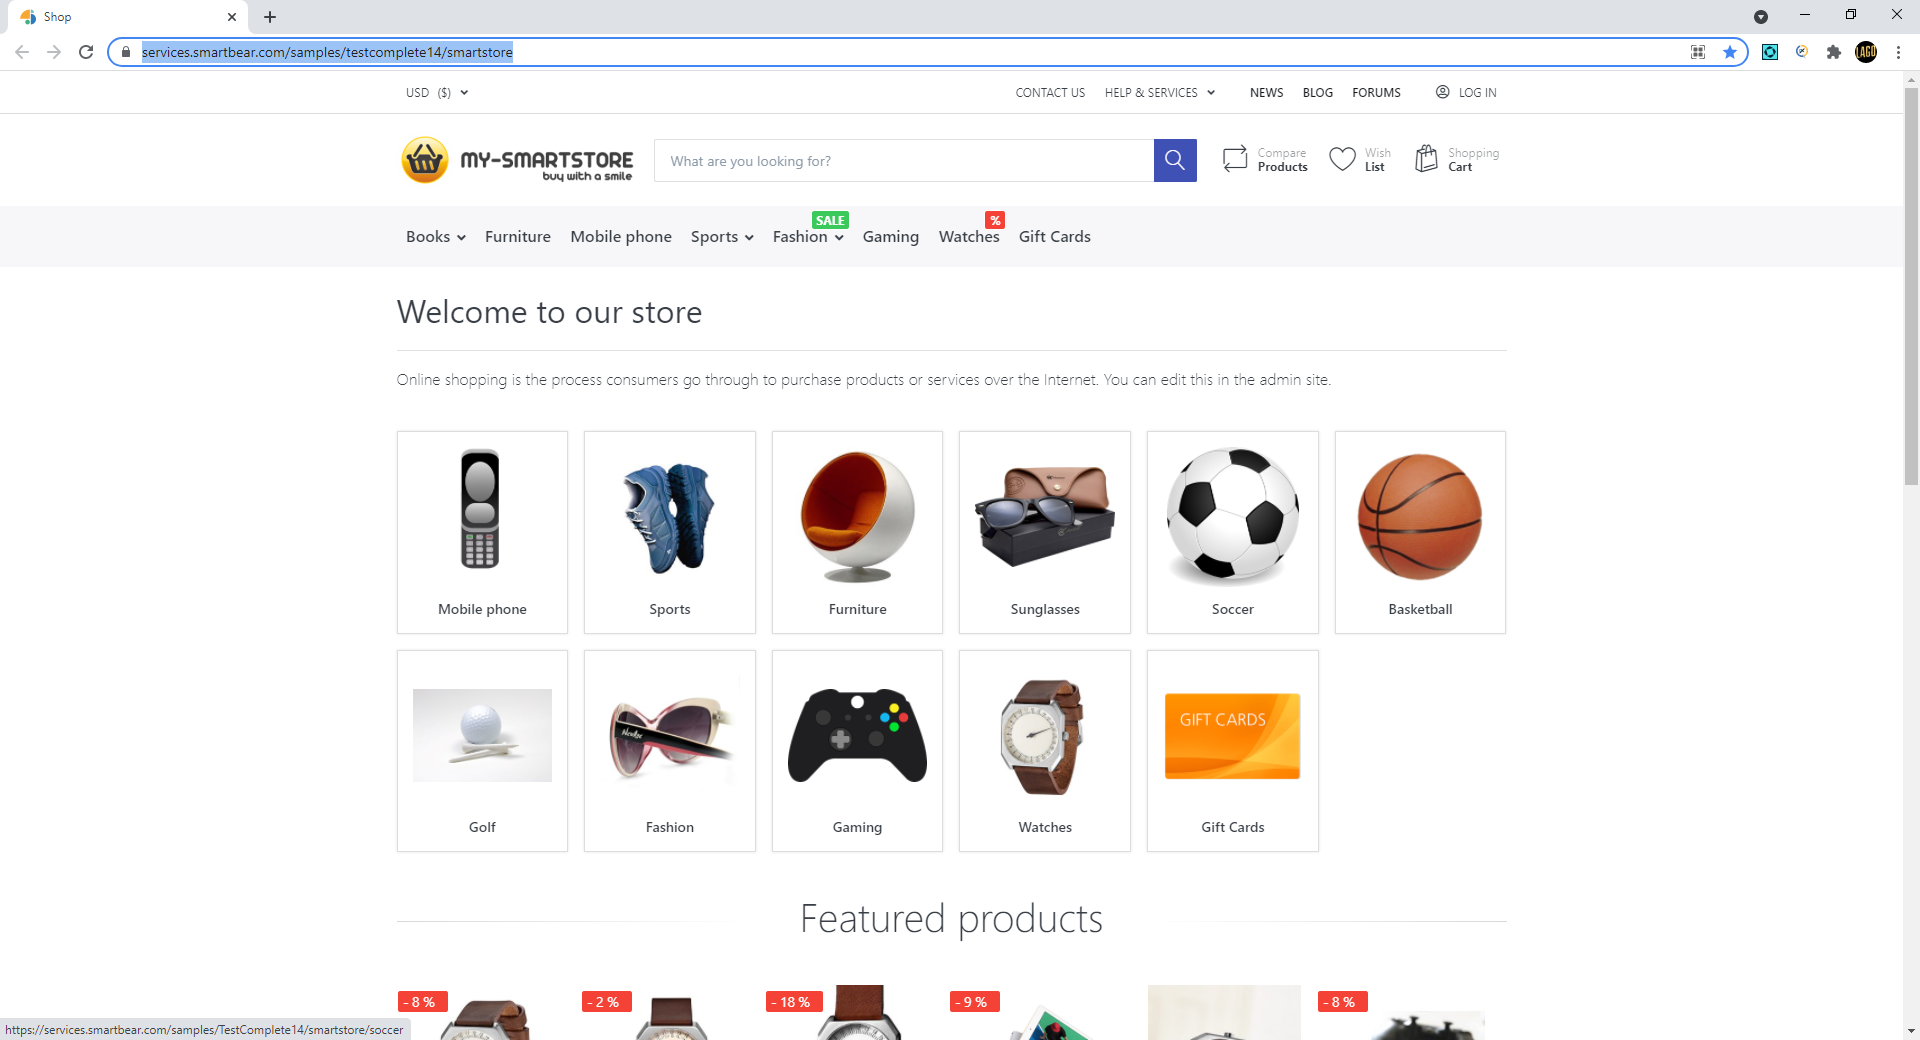 Shop
services.smartbear.com/samples/testcomplete14/smartstore
LAGO
USD ($)
CONTACT US HELP & SERVICES NEWS BLOG FORUMS LOG IN
MY-SMARTSTORE
buy with a smile
What are you looking for?
Compare
Products
Wish
List
Shopping
Cart
SALE
%
Books Furniture Mobile phone Sports Fashion Gaming Watches Gift Cards
Welcome to our store
Online shopping is the process consumers go through to purchase products or services over the Internet. You can edit this in the admin site.
Mobile phone Sports Furniture Sunglasses Soccer Basketball
GIFT CARDS
Golf Fashion Gaming Watches Gift Cards
Featured products
- 8 % - 2 % - 18 % - 9 % - 8 %
https://services.smartbear.com/samples/TestComplete14/smartstore/soccer